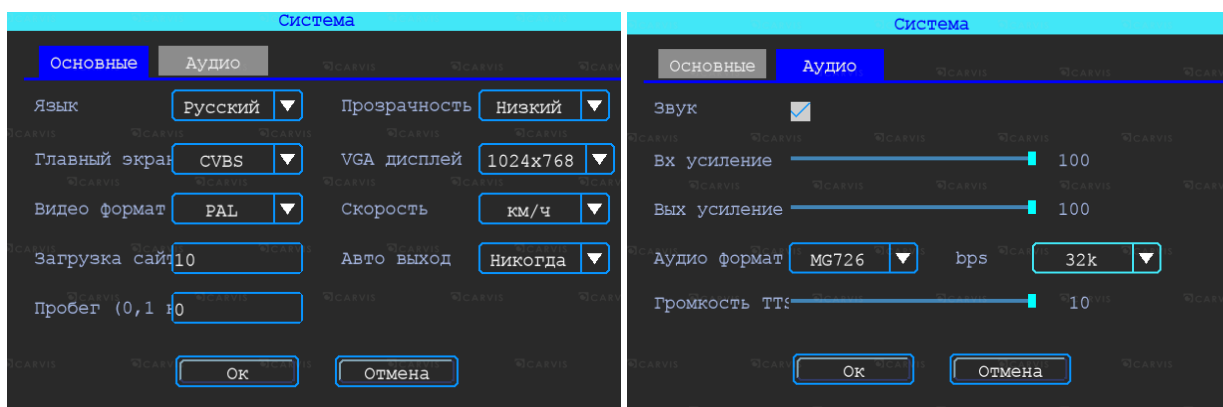 Система
Основные Аудио
Язык Русский Прозрачность Низкий
Главный экран CVBS VGA дисплей 1024x768
Видео формат PAL Скорость км/ч
Загрузка сайт 10 Авто выход Никогда
Пробег (0,1 0
Ок Отмена
Система
Основные Аудио
Звук
Вх усиление 100
Вых усиление 100
Аудио формат MG726 bps 32k
Громкость TTS 10
Ок Отмена
CARVIS